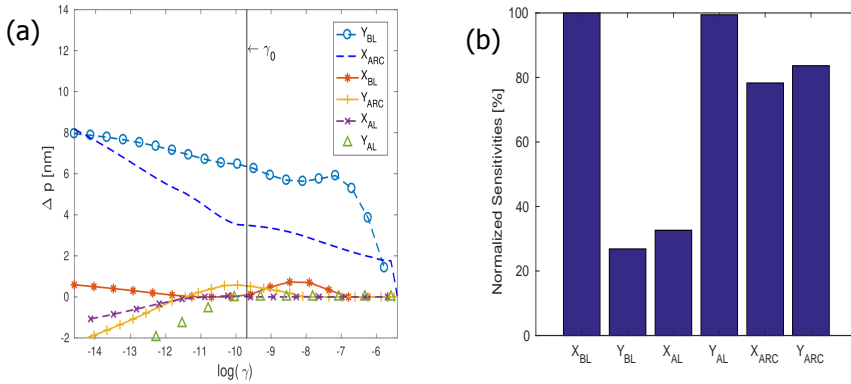 (a)
14
12
10
8
6
4
2
0
-2
Δ p [nm]
← γ0
Y_BL
X_ARC
X_BL
Y_ARC
X_AL
Y_AL
-14 -13 -12 -11 -10 -9 -8 -7 -6
log( γ)
(b)
100
80
60
40
20
0
Normalized Sensitivities [%]
X_BL Y_BL X_AL Y_AL X_ARC Y_ARC